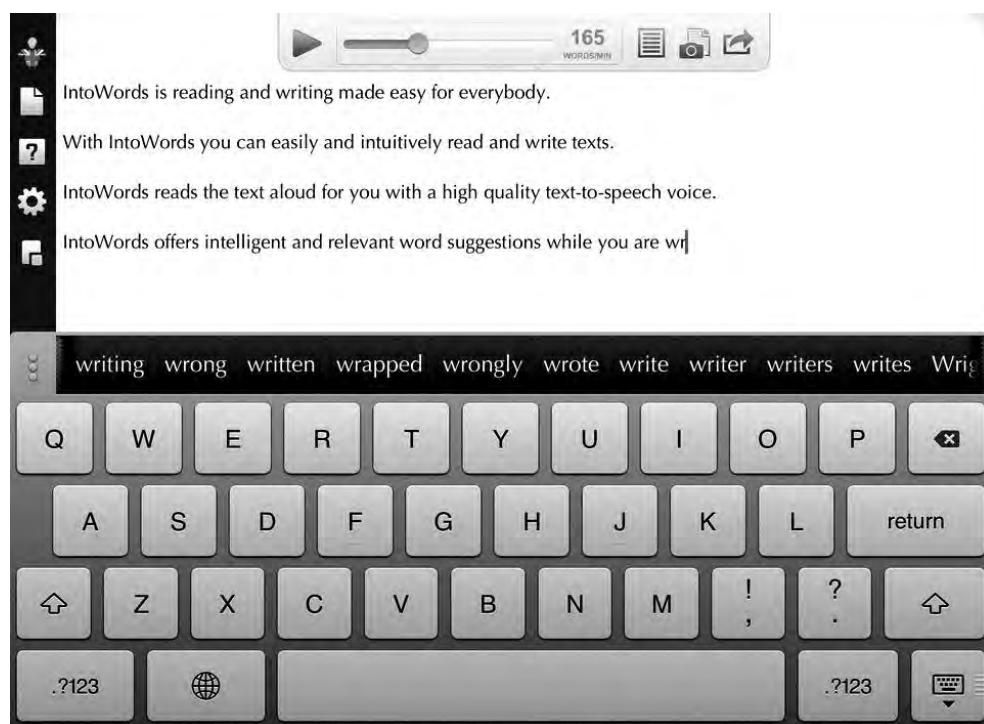 165
WORDS/MIN
IntoWords is reading and writing made easy for everybody.
With IntoWords you can easily and intuitively read and write texts.
?
IntoWords reads the text aloud for you with a high quality text-to-speech voice.
IntoWords offers intelligent and relevant word suggestions while you are wr
writing wrong written wrapped wrongly wrote write writer writers writes Wrig
Q W E R T Y U I O P
A S D F G H J K L return
Z X C V B N M ! , ? .
.?123 .?123